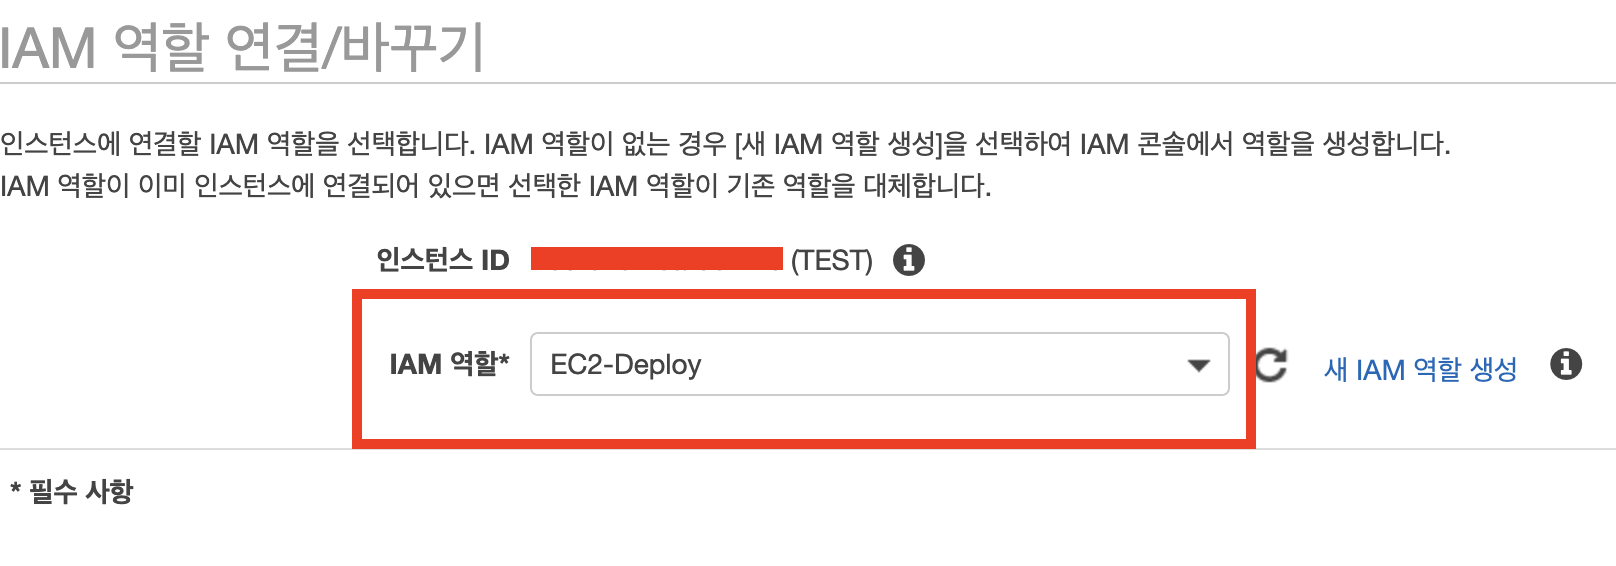 IAM 역할 연결/바꾸기
인스턴스에 연결할 IAM 역할을 선택합니다. IAM 역할이 없는 경우 [새 IAM 역할 생성]을 선택하여 IAM 콘솔에서 역할을 생성합니다.
IAM 역할이 이미 인스턴스에 연결되어 있으면 선택한 IAM 역할이 기존 역할을 대체합니다.
인스턴스 ID (TEST)
IAM 역할* EC2-Deploy 새 IAM 역할 생성
* 필수 사항